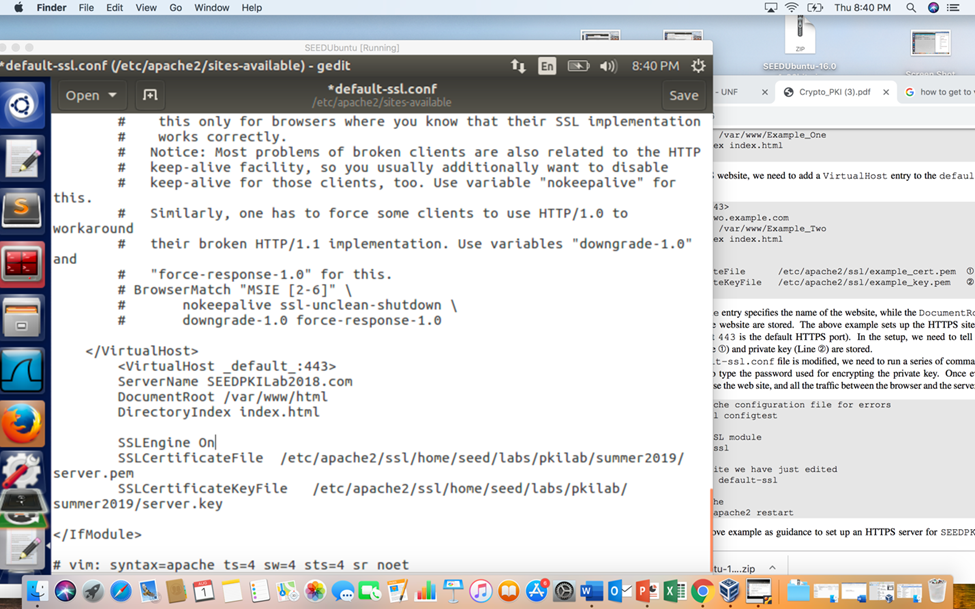 Finder File Edit View Go Window Help
Thu 8:40 PM
ZIP
SEEDUbuntu-16.0
SEEDUbuntu [Running]
*default-ssl.conf (/etc/apache2/sites-available) - gedit
En
8:40 PM
Open
*default-ssl.conf
/etc/apache2/sites-available
Save
# this only for browsers where you know that their SSL implementation
# works correctly.
# Notice: Most problems of broken clients are also related to the HTTP
# keep-alive facility, so you usually additionally want to disable
# keep-alive for those clients, too. Use variable "nokeepalive" for
this.
# Similarly, one has to force some clients to use HTTP/1.0 to
workaround
# their broken HTTP/1.1 implementation. Use variables "downgrade-1.0"
and
# "force-response-1.0" for this.
# BrowserMatch "MSIE [2-6]" \
# nokeepalive ssl-unclean-shutdown \
# downgrade-1.0 force-response-1.0
</VirtualHost>
<VirtualHost _default_:443>
ServerName SEEDPKILab2018.com
DocumentRoot /var/www/html
DirectoryIndex index.html
SSLEngine On
SSLCertificateFile /etc/apache2/ssl/home/seed/labs/pkilab/summer2019/
server.pem
SSLCertificateKeyFile /etc/apache2/ssl/home/seed/labs/pkilab/
summer2019/server.key
</IfModule>
# vim: syntax=apache ts=4 sw=4 sts=4 sr noet
- UNF
Crypto_PKI (3).pdf
how to get to
/var/www/Example_One
ex index.html
website, we need to add a VirtualHost entry to the defaul
43>
wo.example.com
/var/www/Example_Two
ex index.html
teFile /etc/apache2/ssl/example_cert.pem ①
teKeyFile /etc/apache2/ssl/example_key.pem ②
e entry specifies the name of the website, while the DocumentRo
e website are stored. The above example sets up the HTTPS site
443 is the default HTTPS port). In the setup, we need to tell
e ①) and private key (Line ②) are stored.
lt-ssl.conf file is modified, we need to run a series of comma
type the password used for encrypting the private key. Once e
se the web site, and all the traffic between the browser and the serve
che configuration file for errors
l configtest
SL module
ssl
ite we have just edited
default-ssl
he
apache2 restart
ove example as guidance to set up an HTTPS server for SEEDPK
tu-1....zip